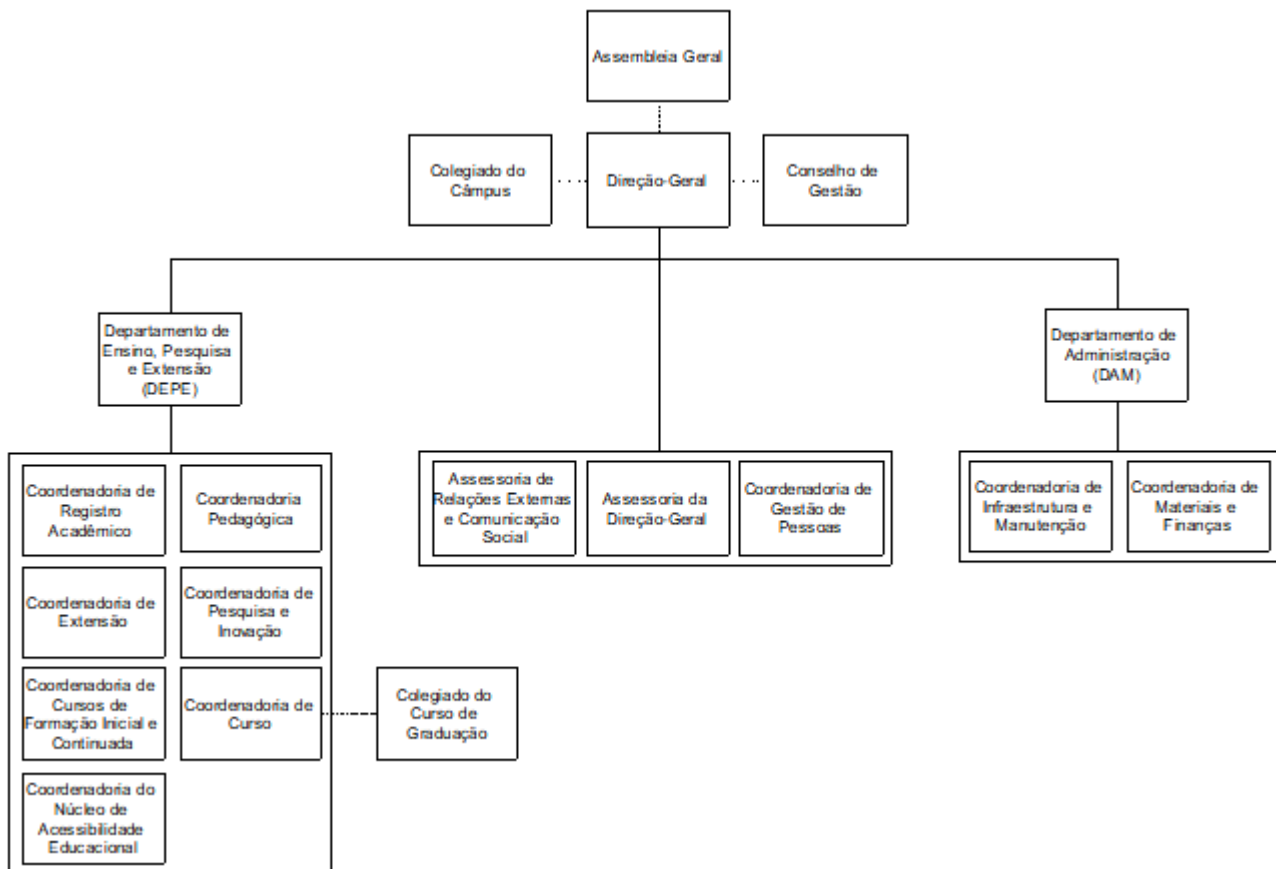 Assembleia Geral
Colegiado do
Câmpus
Direção-Geral
Conselho de
Gestão
Departamento de
Ensino, Pesquisa
e Extensão
(DEPE)
Departamento de
Administração
(DAM)
Coordenadoria de
Registro
Acadêmico
Coordenadoria
Pedagógica
Assessoria de
Relações Externas
e Comunicação
Social
Assessoria da
Direção-Geral
Coordenadoria de
Gestão de
Pessoas
Coordenadoria de
Infraestrutura e
Manutenção
Coordenadoria de
Materiais e
Finanças
Coordenadoria de
Extensão
Coordenadoria de
Pesquisa e
Inovação
Coordenadoria de
Cursos de
Formação Inicial e
Continuada
Coordenadoria de
Curso
Colegiado do
Curso de
Graduação
Coordenadoria do
Núcleo de
Acessibilidade
Educacional